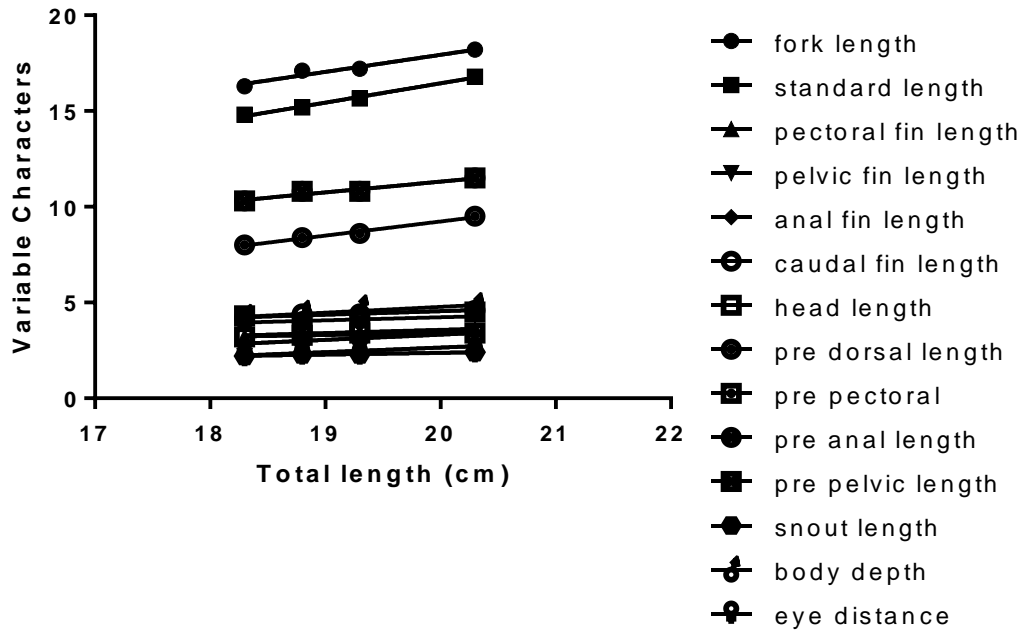 20
15
10
5
0
Variable Characters
17 18 19 20 21 22
Total length (cm)
fork length
standard length
pectoral fin length
pelvic fin length
anal fin length
caudal fin length
head length
pre dorsal length
pre pectoral
pre anal length
pre pelvic length
snout length
body depth
eye distance